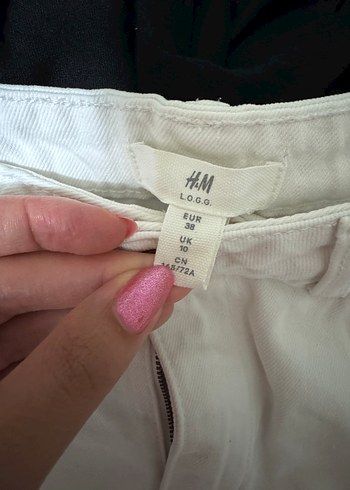 H&M
L.O.G.G.
EUR
38
UK
10
CN
165/72A